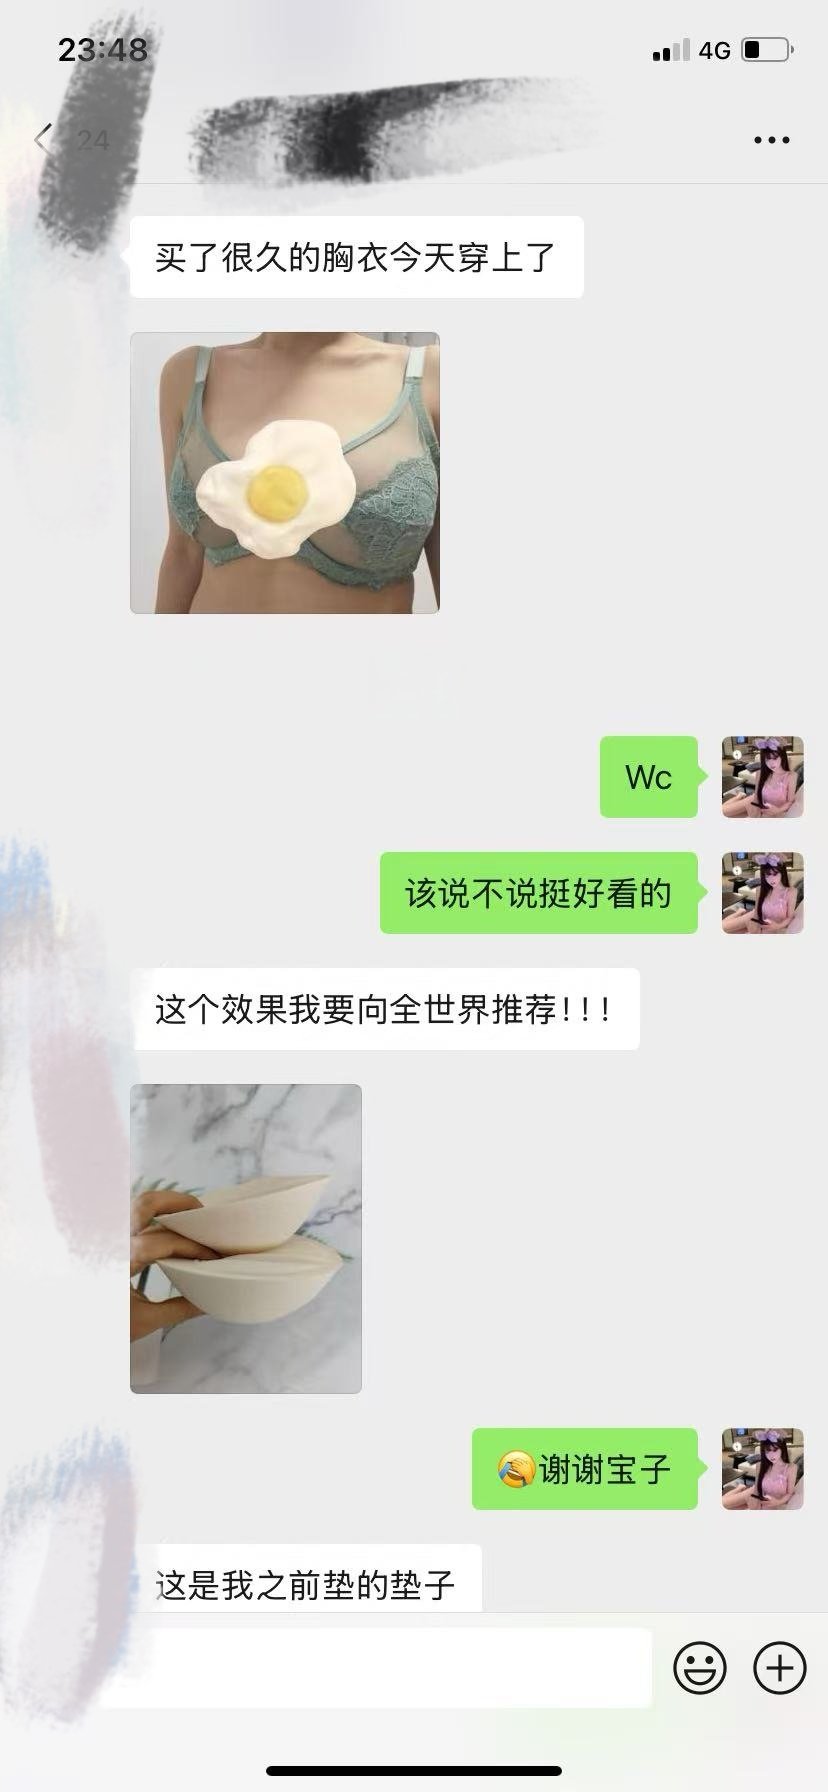 23:48
4G
24
买了很久的胸衣今天穿上了
Wc
该说不说挺好看的
这个效果我要向全世界推荐!!!
🤦谢谢宝子
这是我之前垫的垫子